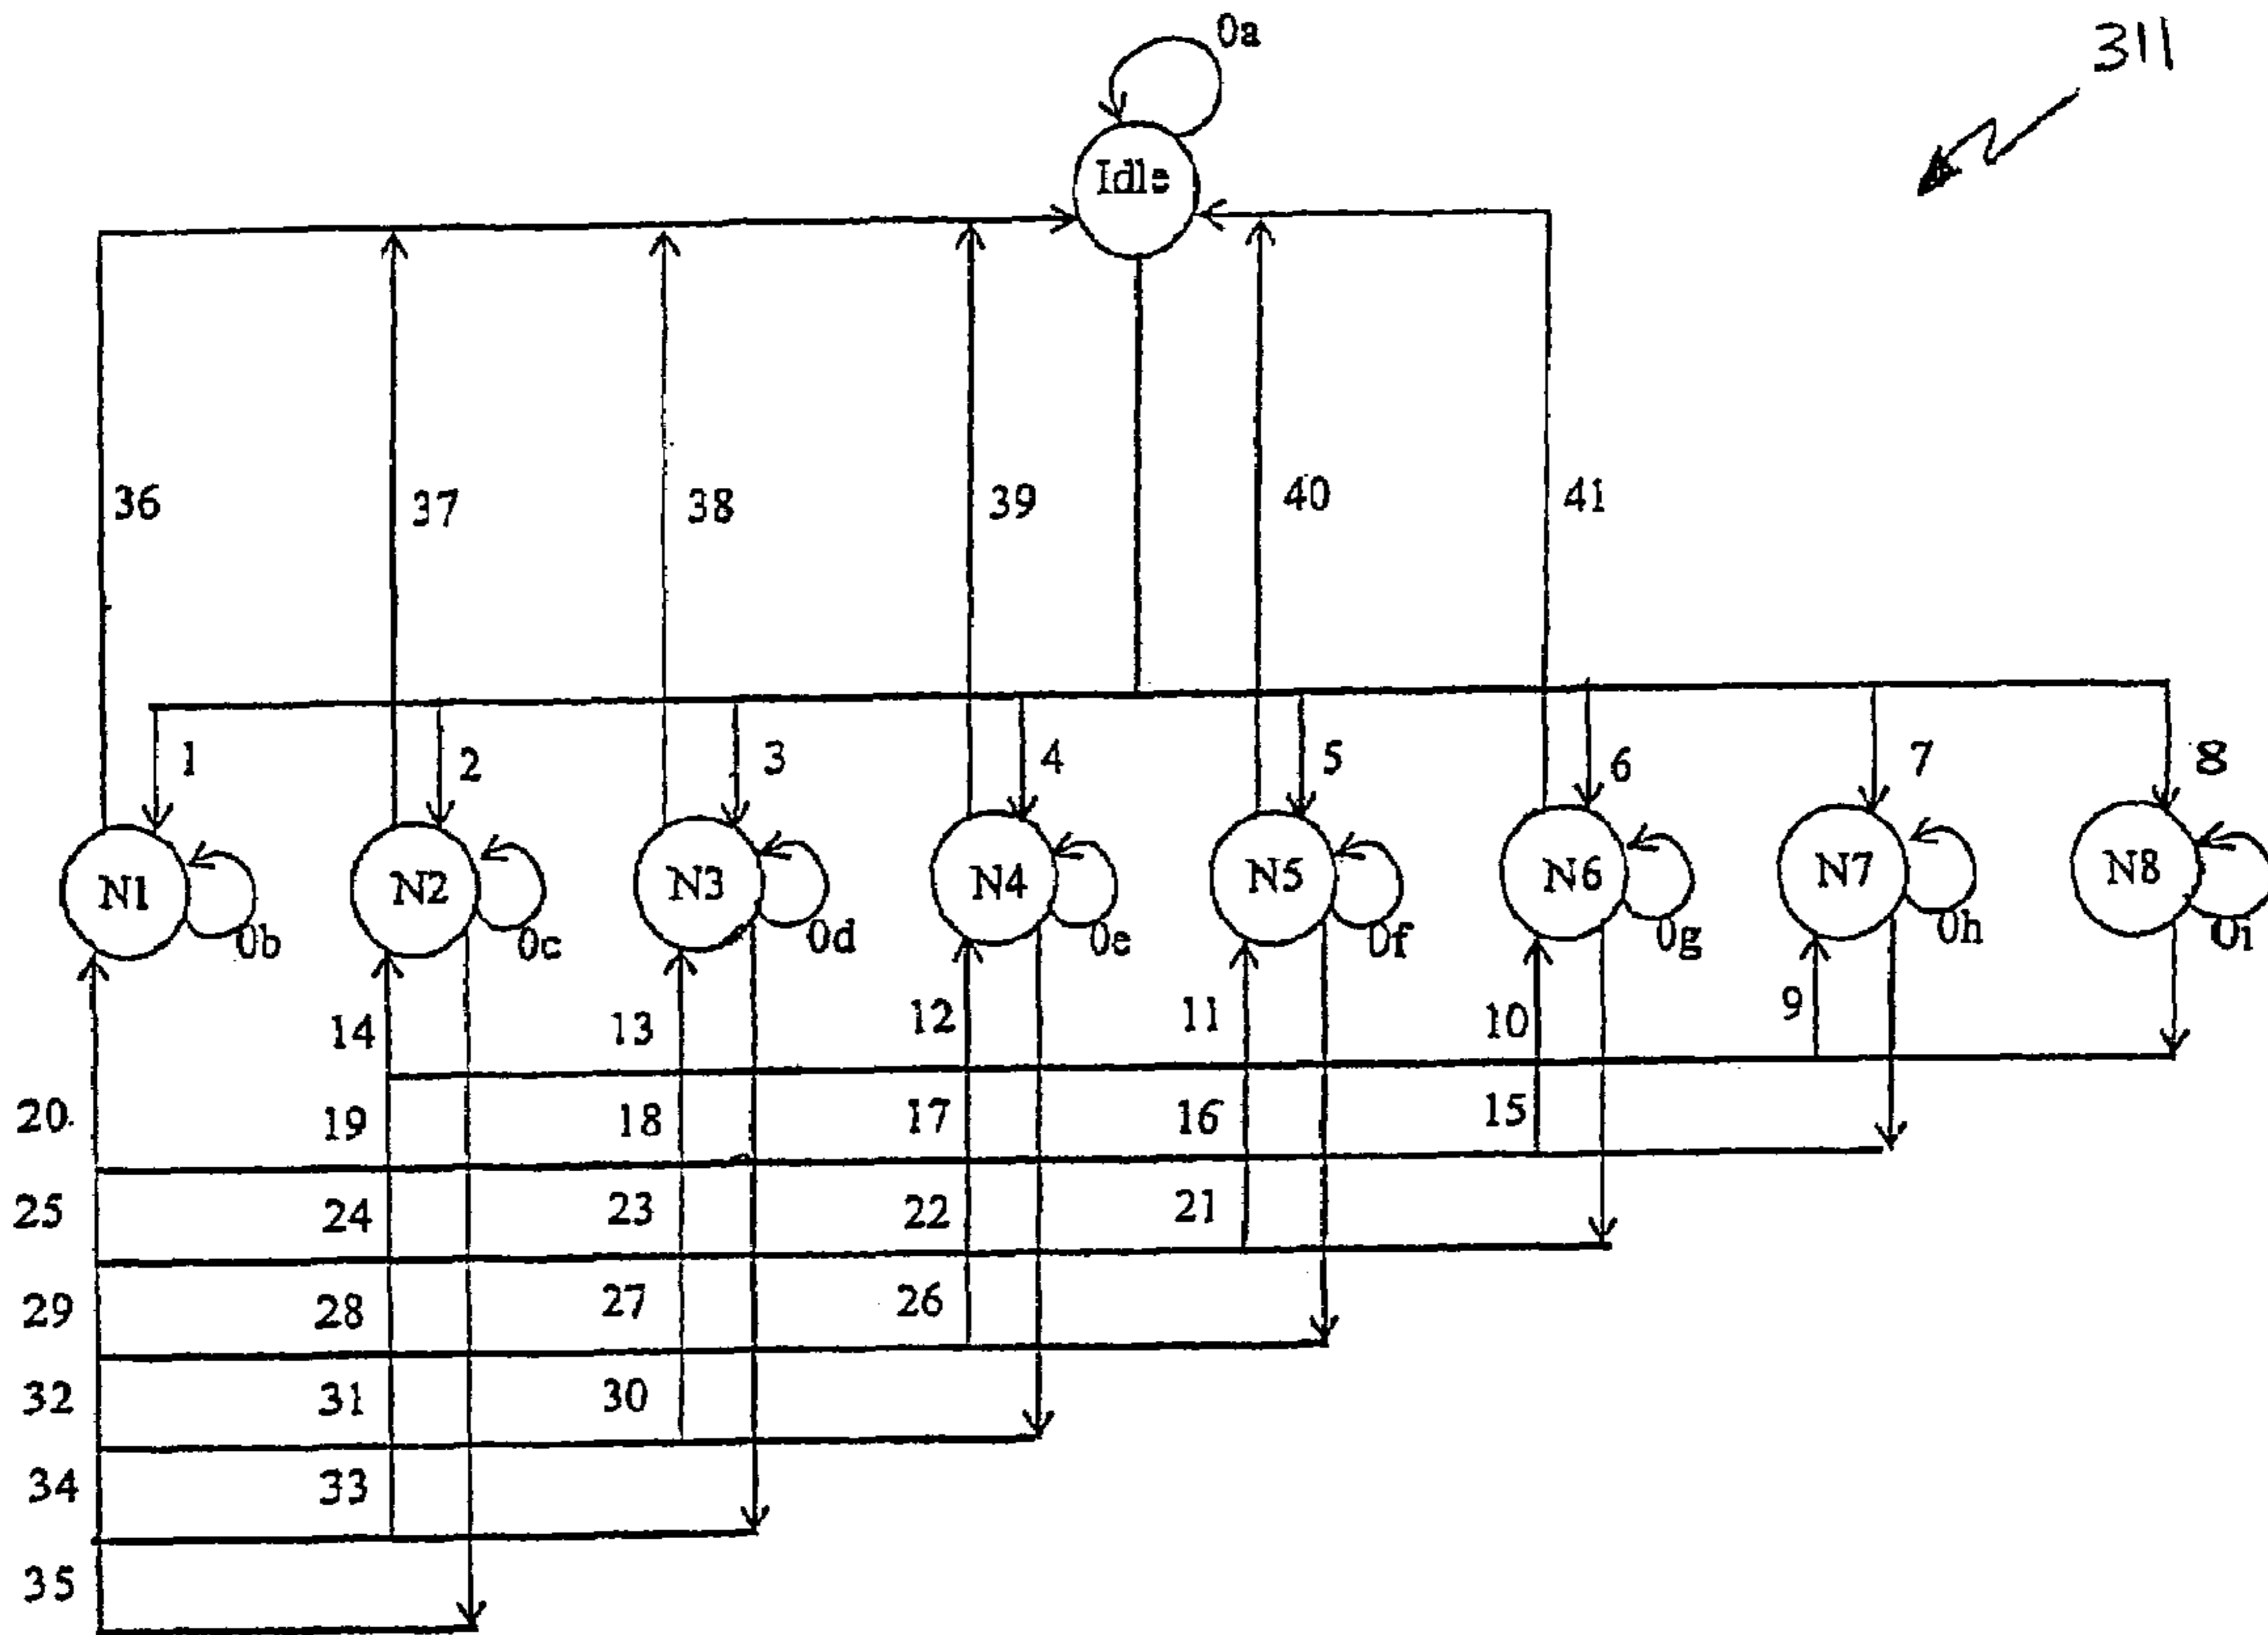 0a
311
Idle
36 37 38 39 40 41
1 2 3 4 5 6 7 8
N1 N2 N3 N4 N5 N6 N7 N8
0b 0c 0d 0e 0f 0g 0h 0i
14 13 12 11 10 9
20 19 18 17 16 15
25 24 23 22 21
29 28 27 26
32 31 30
34 33
35